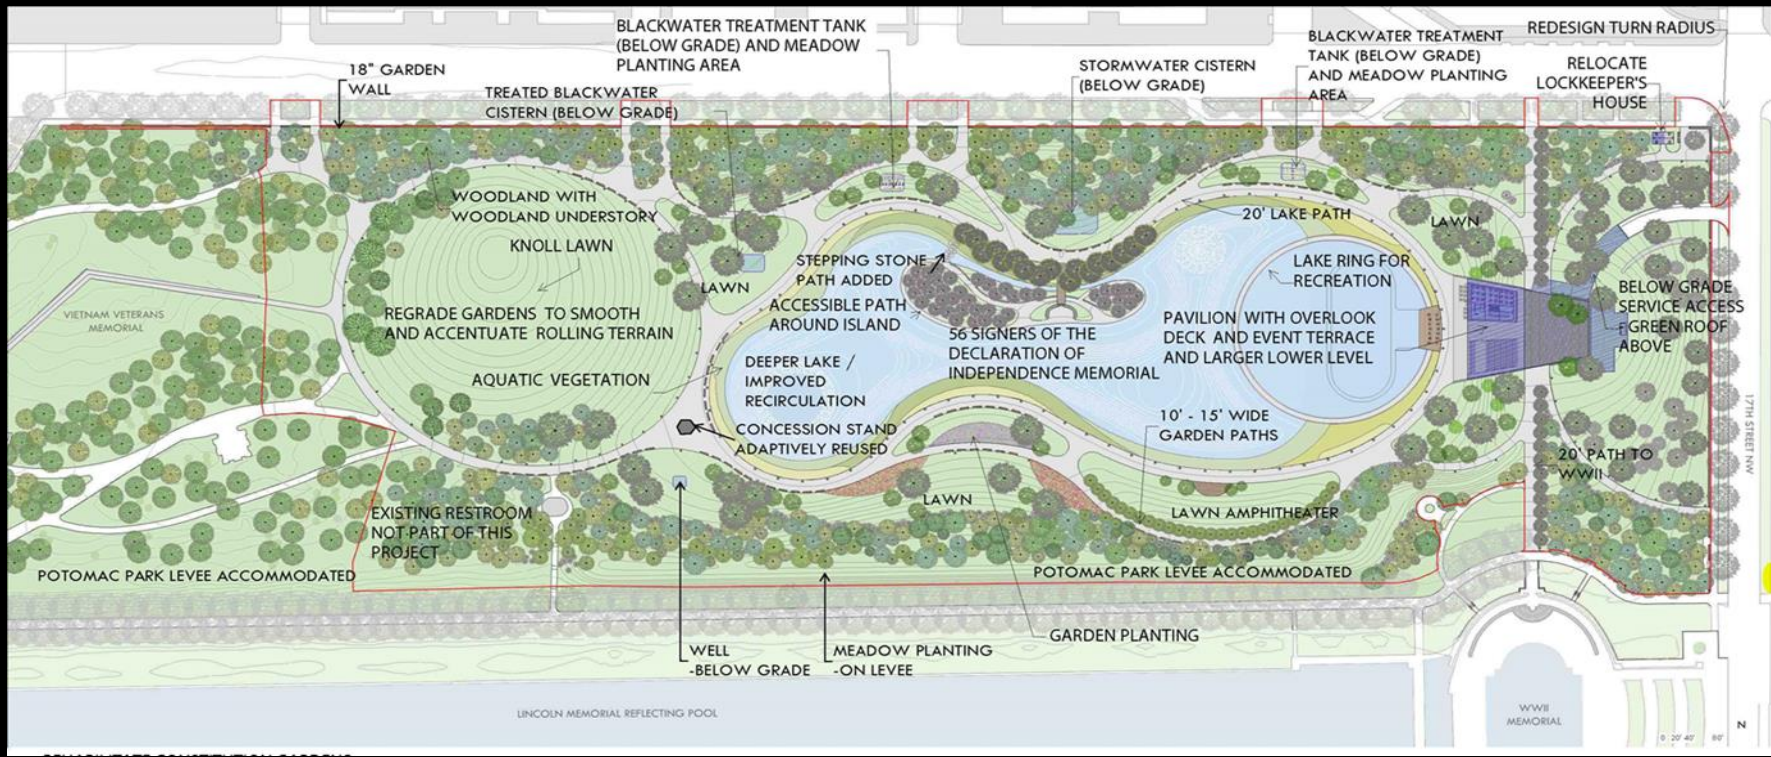 BLACKWATER TREATMENT TANK
(BELOW GRADE) AND MEADOW
PLANTING AREA
18" GARDEN
WALL
TREATED BLACKWATER
CISTERN (BELOW GRADE)
STORMWATER CISTERN
(BELOW GRADE)
BLACKWATER TREATMENT
TANK (BELOW GRADE)
AND MEADOW PLANTING
AREA
REDESIGN TURN RADIUS
RELOCATE
LOCKKEEPER'S
HOUSE
WOODLAND WITH
WOODLAND UNDERSTORY
KNOLL LAWN
20' LAKE PATH
LAWN
STEPPING STONE
PATH ADDED
LAKE RING FOR
RECREATION
LAWN
ACCESSIBLE PATH
AROUND ISLAND
BELOW GRADE
SERVICE ACCESS
-GREEN ROOF
ABOVE
VIETNAM VETERANS
MEMORIAL
REGRADE GARDENS TO SMOOTH
AND ACCENTUATE ROLLING TERRAIN
56 SIGNERS OF THE
DECLARATION OF
INDEPENDENCE MEMORIAL
PAVILION WITH OVERLOOK
DECK AND EVENT TERRACE
AND LARGER LOWER LEVEL
AQUATIC VEGETATION
DEEPER LAKE /
IMPROVED
RECIRCULATION
CONCESSION STAND
ADAPTIVELY REUSED
10' - 15' WIDE
GARDEN PATHS
17TH STREET NW
20' PATH TO
WWII
LAWN
LAWN AMPHITHEATER
EXISTING RESTROOM
NOT PART OF THIS
PROJECT
POTOMAC PARK LEVEE ACCOMMODATED
POTOMAC PARK LEVEE ACCOMMODATED
GARDEN PLANTING
WELL
-BELOW GRADE
MEADOW PLANTING
-ON LEVEE
LINCOLN MEMORIAL REFLECTING POOL
WWII
MEMORIAL
N
0 20' 40' 80'